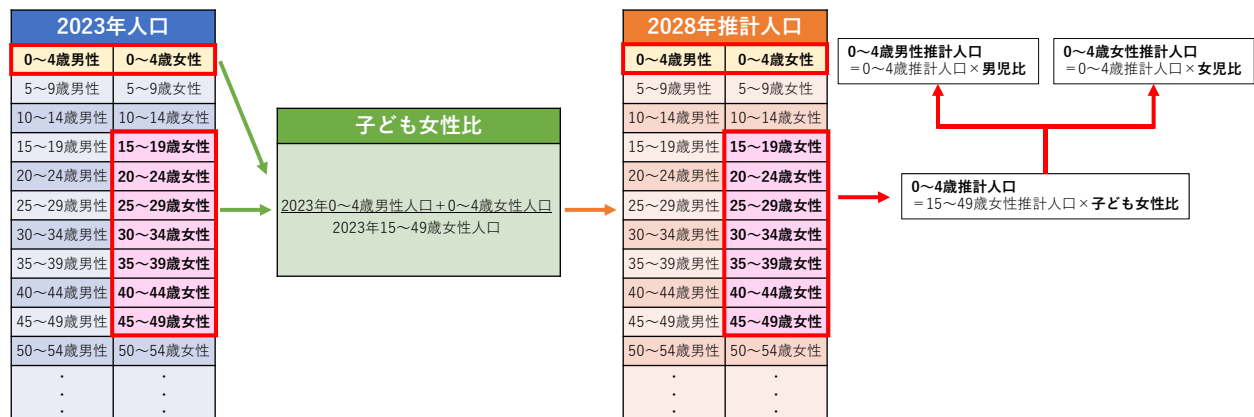 2023年人口
0～4歳男性 0～4歳女性
5～9歳男性 5～9歳女性
10～14歳男性 10～14歳女性
15～19歳男性 15～19歳女性
20～24歳男性 20～24歳女性
25～29歳男性 25～29歳女性
30～34歳男性 30～34歳女性
35～39歳男性 35～39歳女性
40～44歳男性 40～44歳女性
45～49歳男性 45～49歳女性
50～54歳男性 50～54歳女性
・ ・
・ ・
・ ・
子ども女性比
2023年0～4歳男性人口＋0～4歳女性人口
2023年15～49歳女性人口
2028年推計人口
0～4歳男性 0～4歳女性
5～9歳男性 5～9歳女性
10～14歳男性 10～14歳女性
15～19歳男性 15～19歳女性
20～24歳男性 20～24歳女性
25～29歳男性 25～29歳女性
30～34歳男性 30～34歳女性
35～39歳男性 35～39歳女性
40～44歳男性 40～44歳女性
45～49歳男性 45～49歳女性
50～54歳男性 50～54歳女性
・ ・
・ ・
・ ・
0～4歳男性推計人口
＝0～4歳推計人口×男児比
0～4歳女性推計人口
＝0～4歳推計人口×女児比
0～4歳推計人口
＝15～49歳女性推計人口×子ども女性比